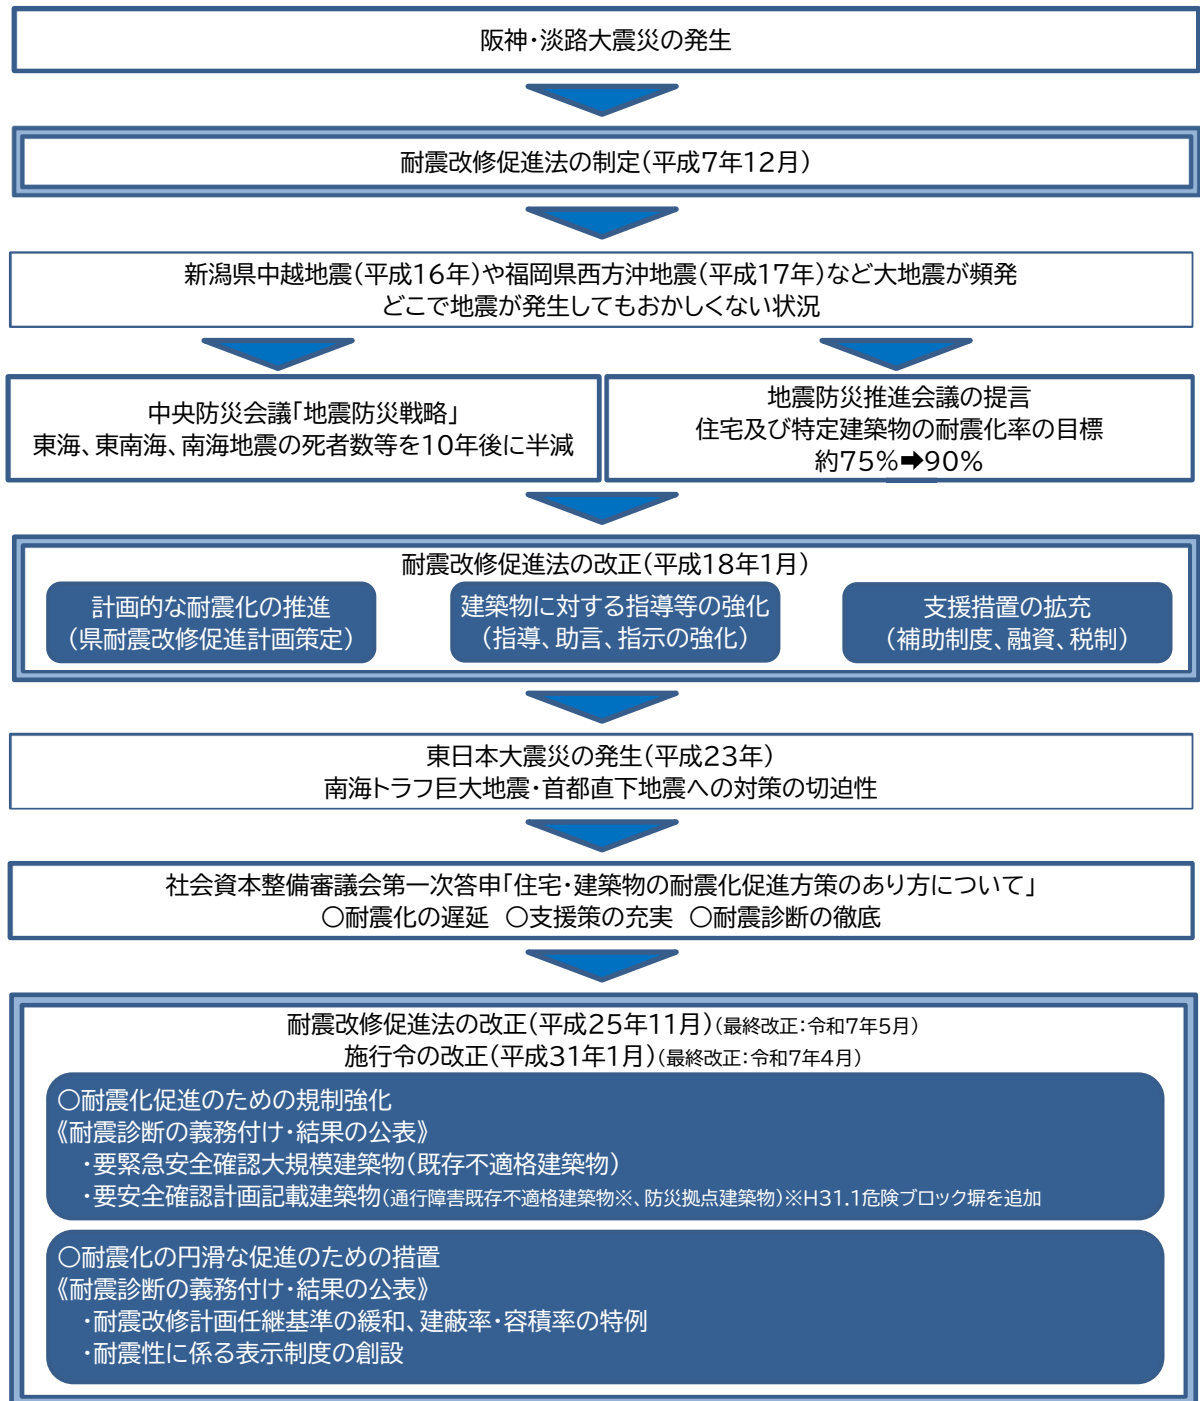 阪神・淡路大震災の発生
耐震改修促進法の制定(平成7年12月)
新潟県中越地震(平成16年)や福岡県西方沖地震(平成17年)など大地震が頻発
どこで地震が発生してもおかしくない状況
中央防災会議「地震防災戦略」
東海、東南海、南海地震の死者数等を10年後に半減
地震防災推進会議の提言
住宅及び特定建築物の耐震化率の目標
約75%➡90%
耐震改修促進法の改正(平成18年1月)
計画的な耐震化の推進
(県耐震改修促進計画策定)
建築物に対する指導等の強化
(指導、助言、指示の強化)
支援措置の拡充
(補助制度、融資、税制)
東日本大震災の発生(平成23年)
南海トラフ巨大地震・首都直下地震への対策の切迫性
社会資本整備審議会第一次答申「住宅・建築物の耐震化促進方策のあり方について」
○耐震化の遅延 ○支援策の充実 ○耐震診断の徹底
耐震改修促進法の改正(平成25年11月)(最終改正:令和7年5月)
施行令の改正(平成31年1月)(最終改正:令和7年4月)
○耐震化促進のための規制強化
《耐震診断の義務付け・結果の公表》
・要緊急安全確認大規模建築物(既存不適格建築物)
・要安全確認計画記載建築物(通行障害既存不適格建築物※、防災拠点建築物)※H31.1危険ブロック塀を追加
○耐震化の円滑な促進のための措置
《耐震診断の義務付け・結果の公表》
・耐震改修計画任継基準の緩和、建蔽率・容積率の特例
・耐震性に係る表示制度の創設